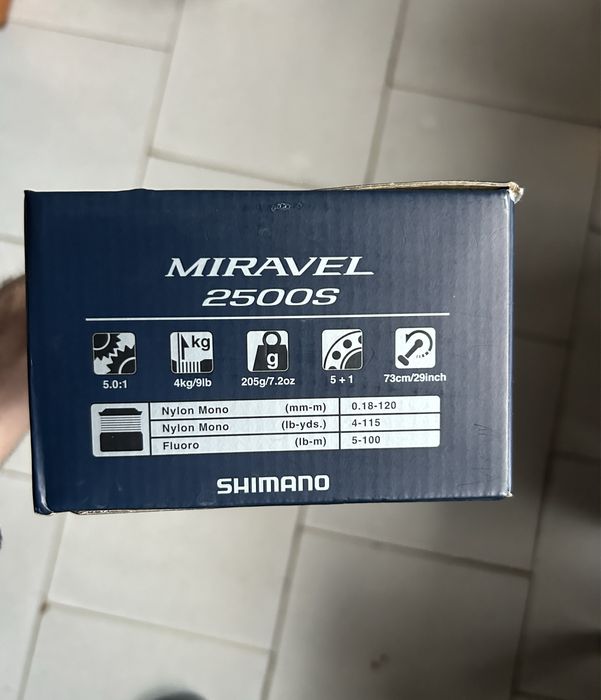 MIRAVEL
2500S
kg
g
5.0:1 4kg/9lb 205g/7.2oz 5 + 1 73cm/29inch
Nylon Mono (mm-m) 0.18-120
Nylon Mono (lb-yds.) 4-115
Fluoro (lb-m) 5-100
SHIMANO